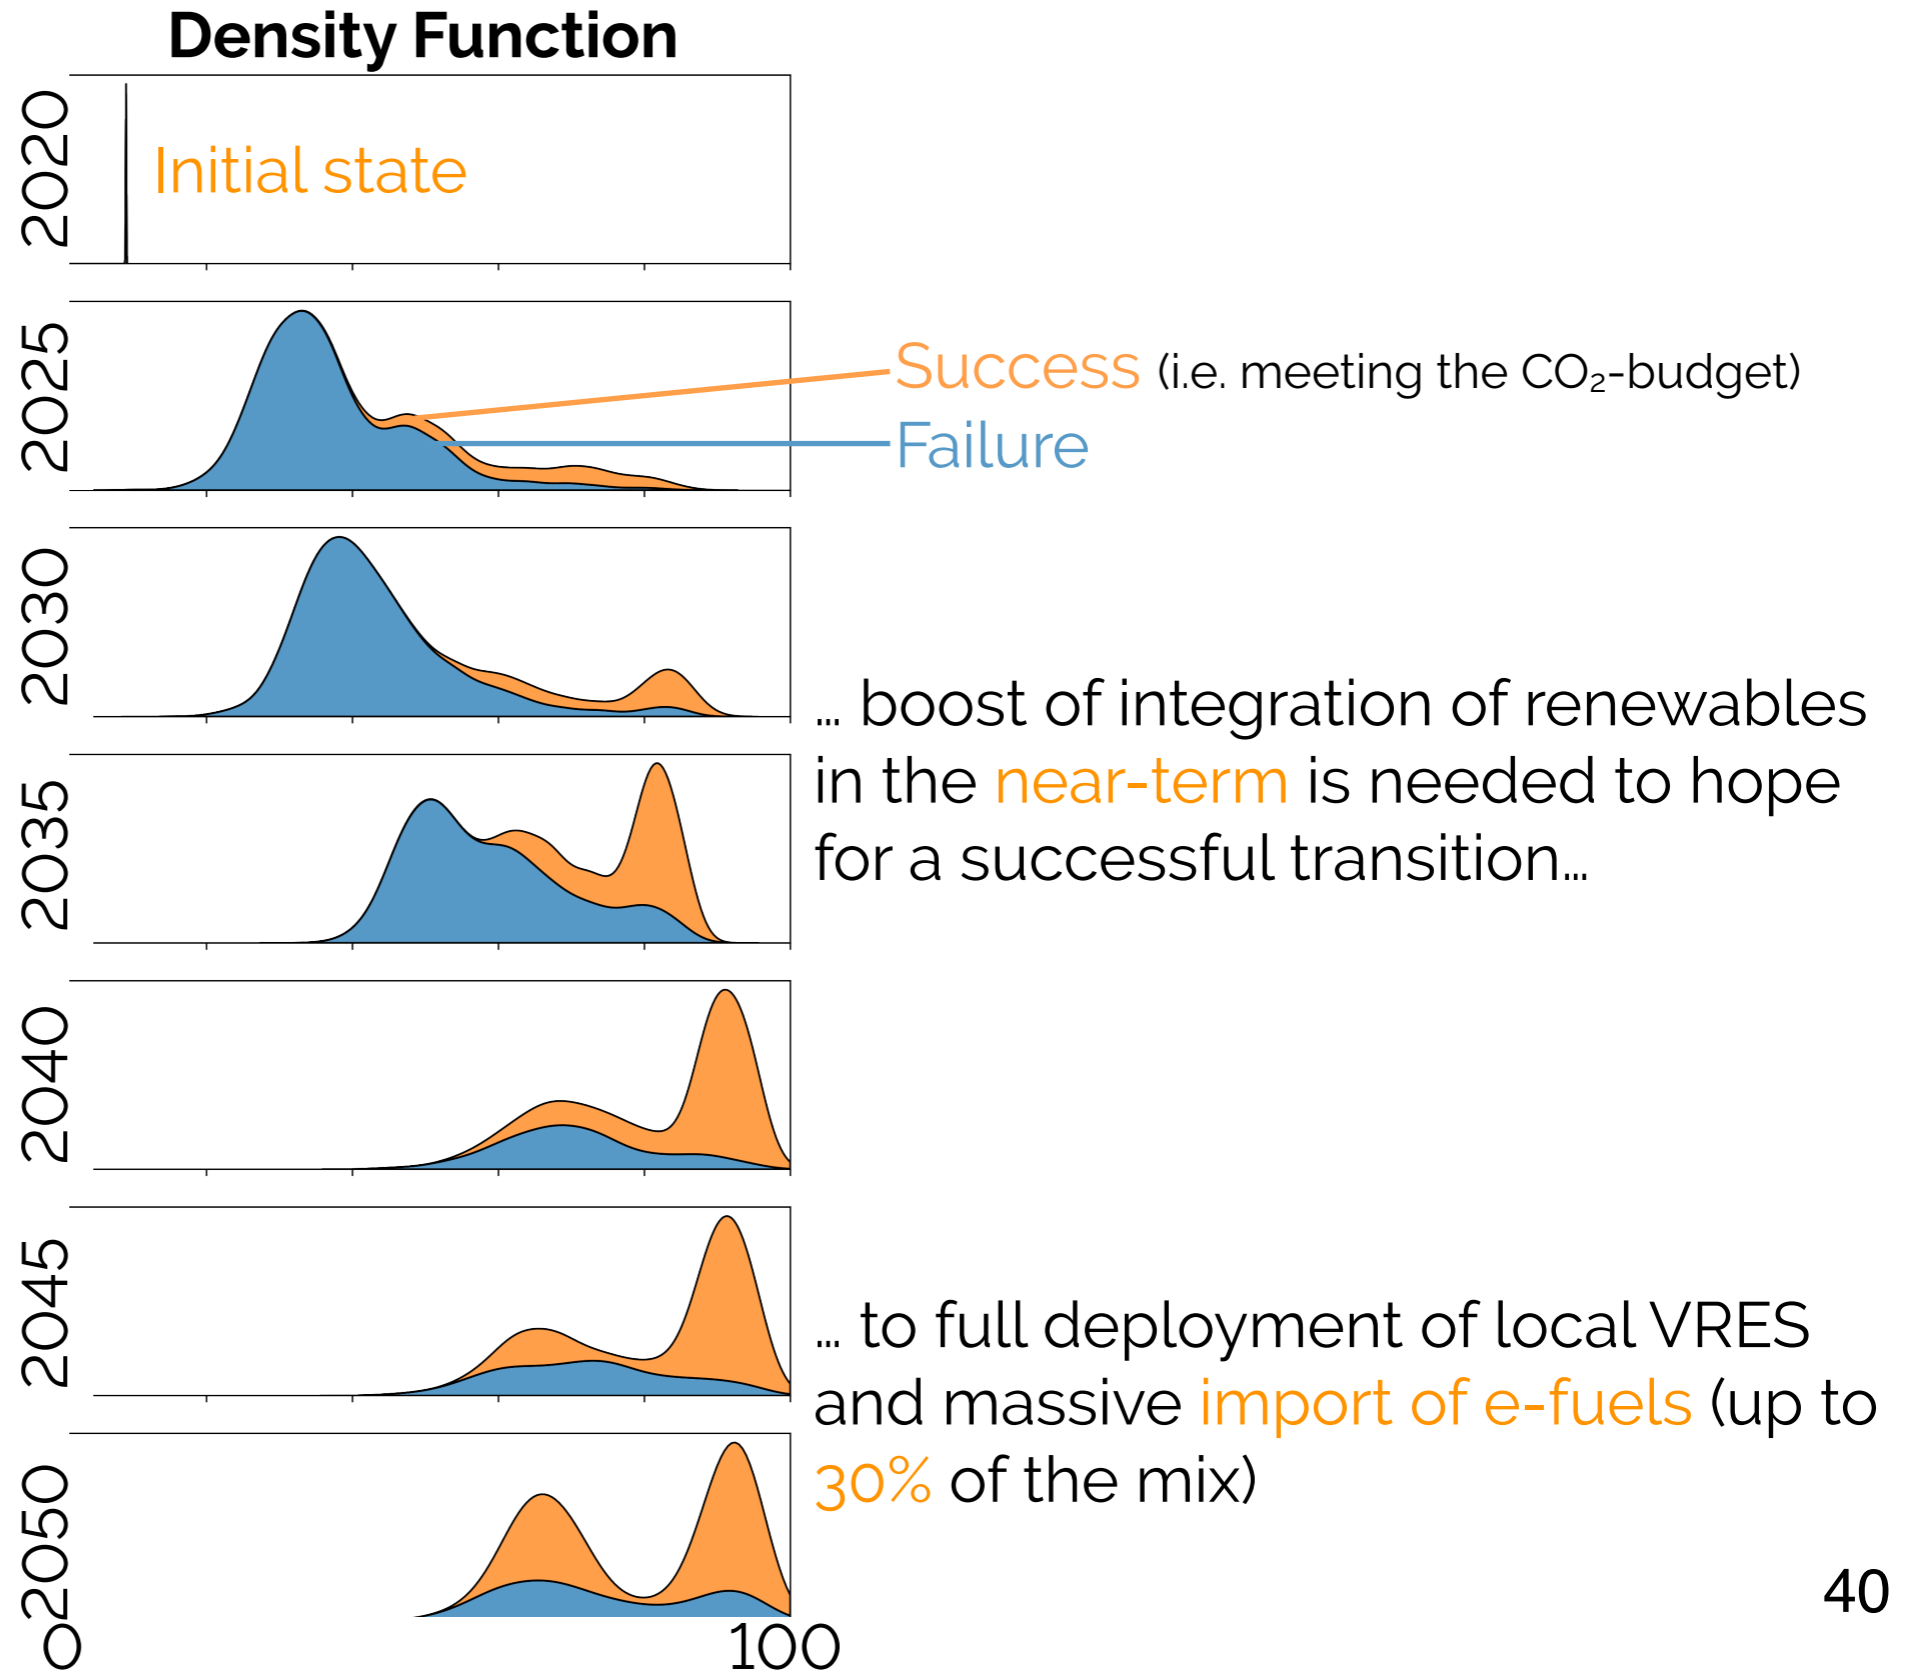 Density Function
2020
Initial state
2025
Success (i.e. meeting the CO₂-budget)
Failure
2030
... boost of integration of renewables
in the near-term is needed to hope
for a successful transition...
2035
2040
2045
... to full deployment of local VRES
and massive import of e-fuels (up to
30% of the mix)
2050
40
0 100